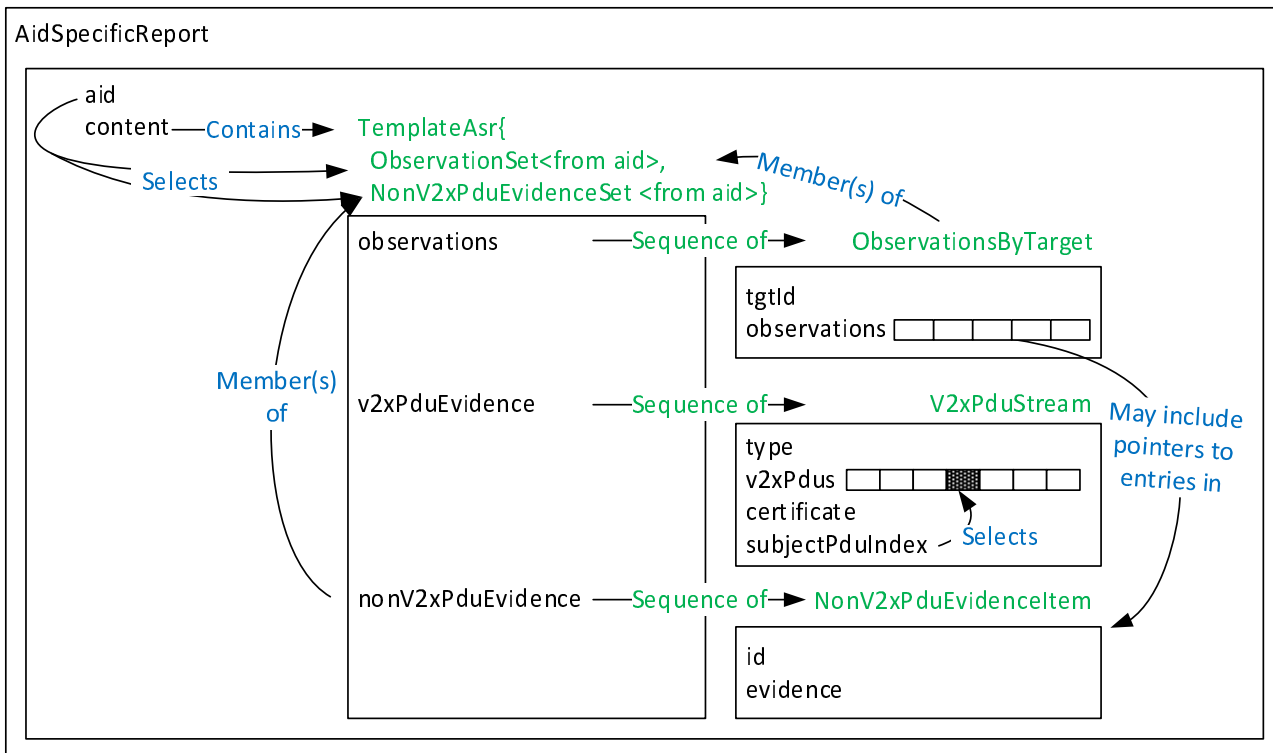 AidSpecificReport
aid
content
Contains
TemplateAsr{
ObservationSet<from aid>,
NonV2xPduEvidenceSet <from aid>}
Selects
Member(s) of
observations
Sequence of
ObservationsByTarget
tgtId
observations
Member(s)
of
v2xPduEvidence
Sequence of
V2xPduStream
May include
pointers to
entries in
type
v2xPdus
certificate
subjectPduIndex
Selects
nonV2xPduEvidence
Sequence of
NonV2xPduEvidenceItem
id
evidence